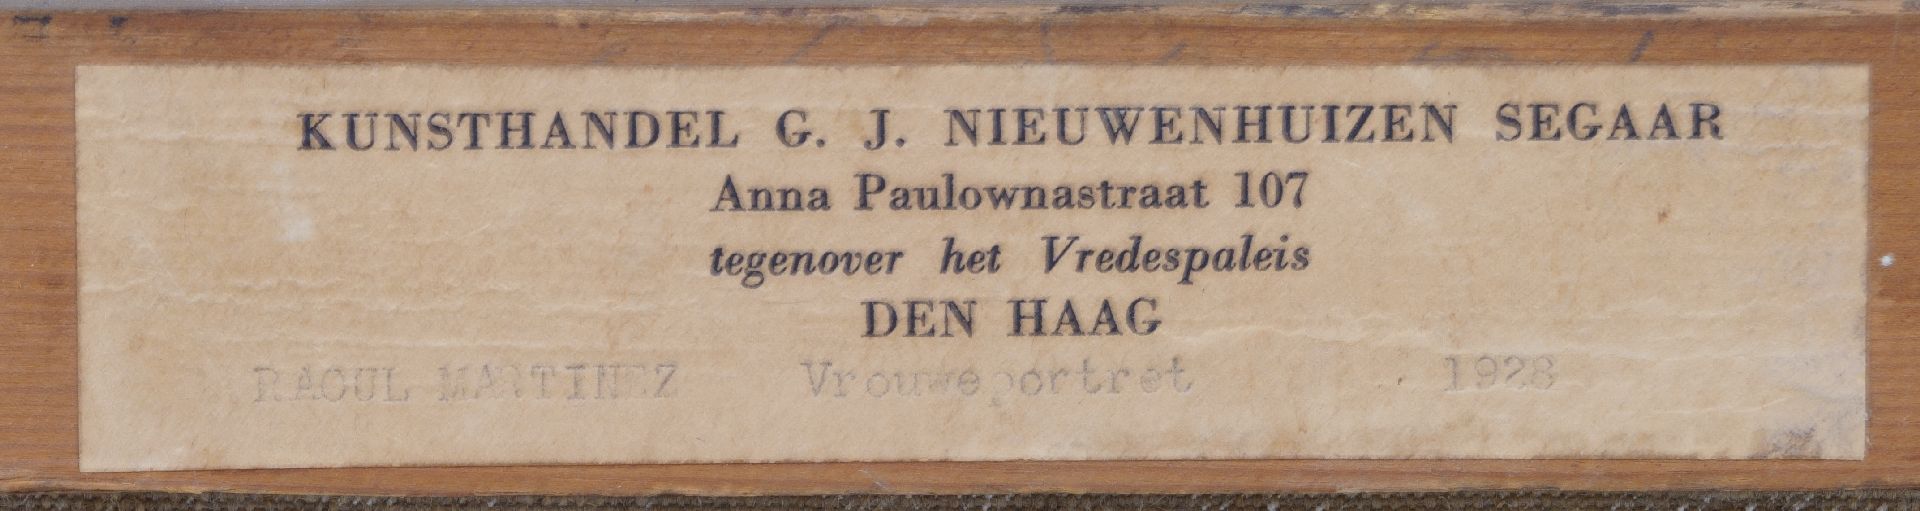 KUNSTHANDEL G. J. NIEUWENHUIZEN SEGAAR
Anna Paulownastraat 107
tegenover het Vredespaleis
DEN HAAG
RAOUL MARTINEZ Vrouweportret 1928